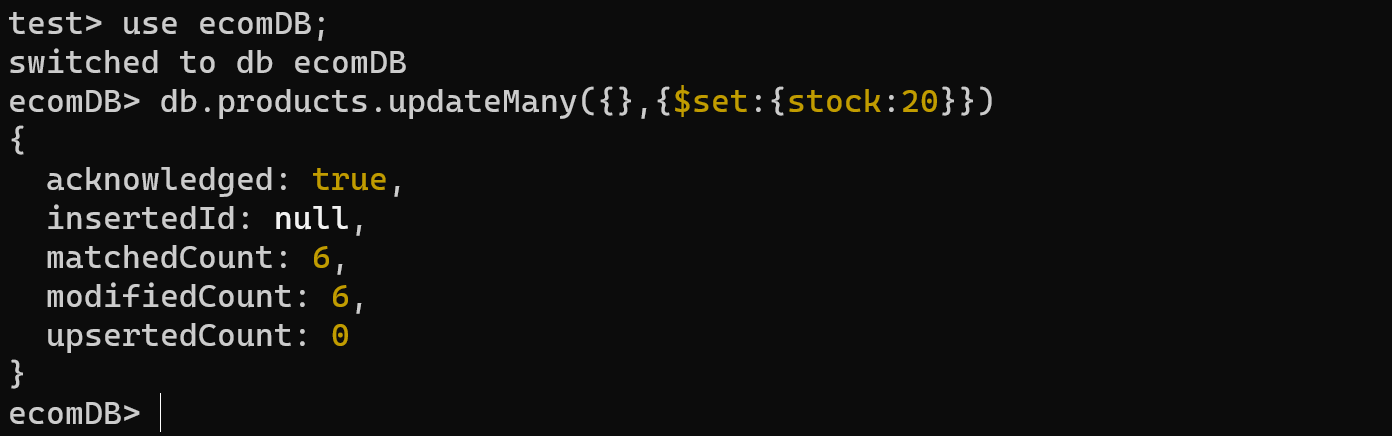 test> use ecomDB;
switched to db ecomDB
ecomDB> db.products.updateMany({},{$set:{stock:20}})
{
  acknowledged: true,
  insertedId: null,
  matchedCount: 6,
  modifiedCount: 6,
  upsertedCount: 0
}
ecomDB>